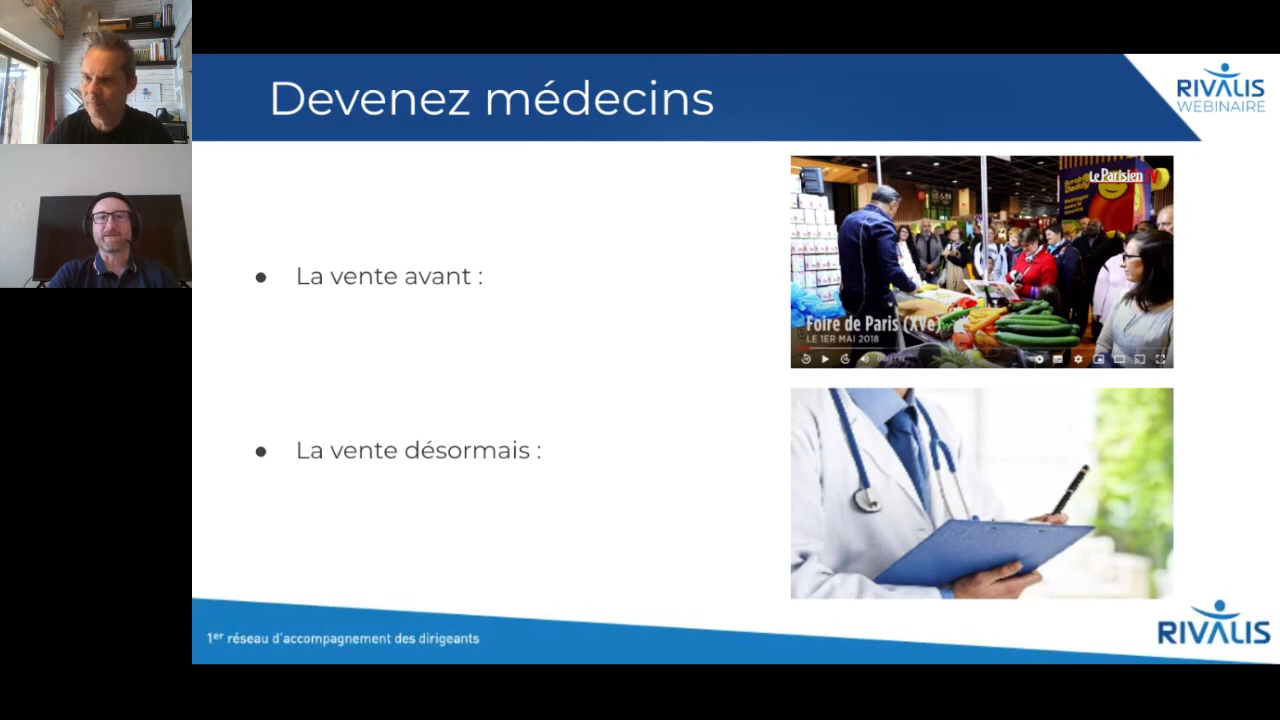 Devenez médecins
RIVALIS
WEBINAIRE
Le Parisien TV
La vente avant :
Foire de Paris (XVe)
LE 1ER MAI 2018
La vente désormais :
1er réseau d'accompagnement des dirigeants
RIVALIS